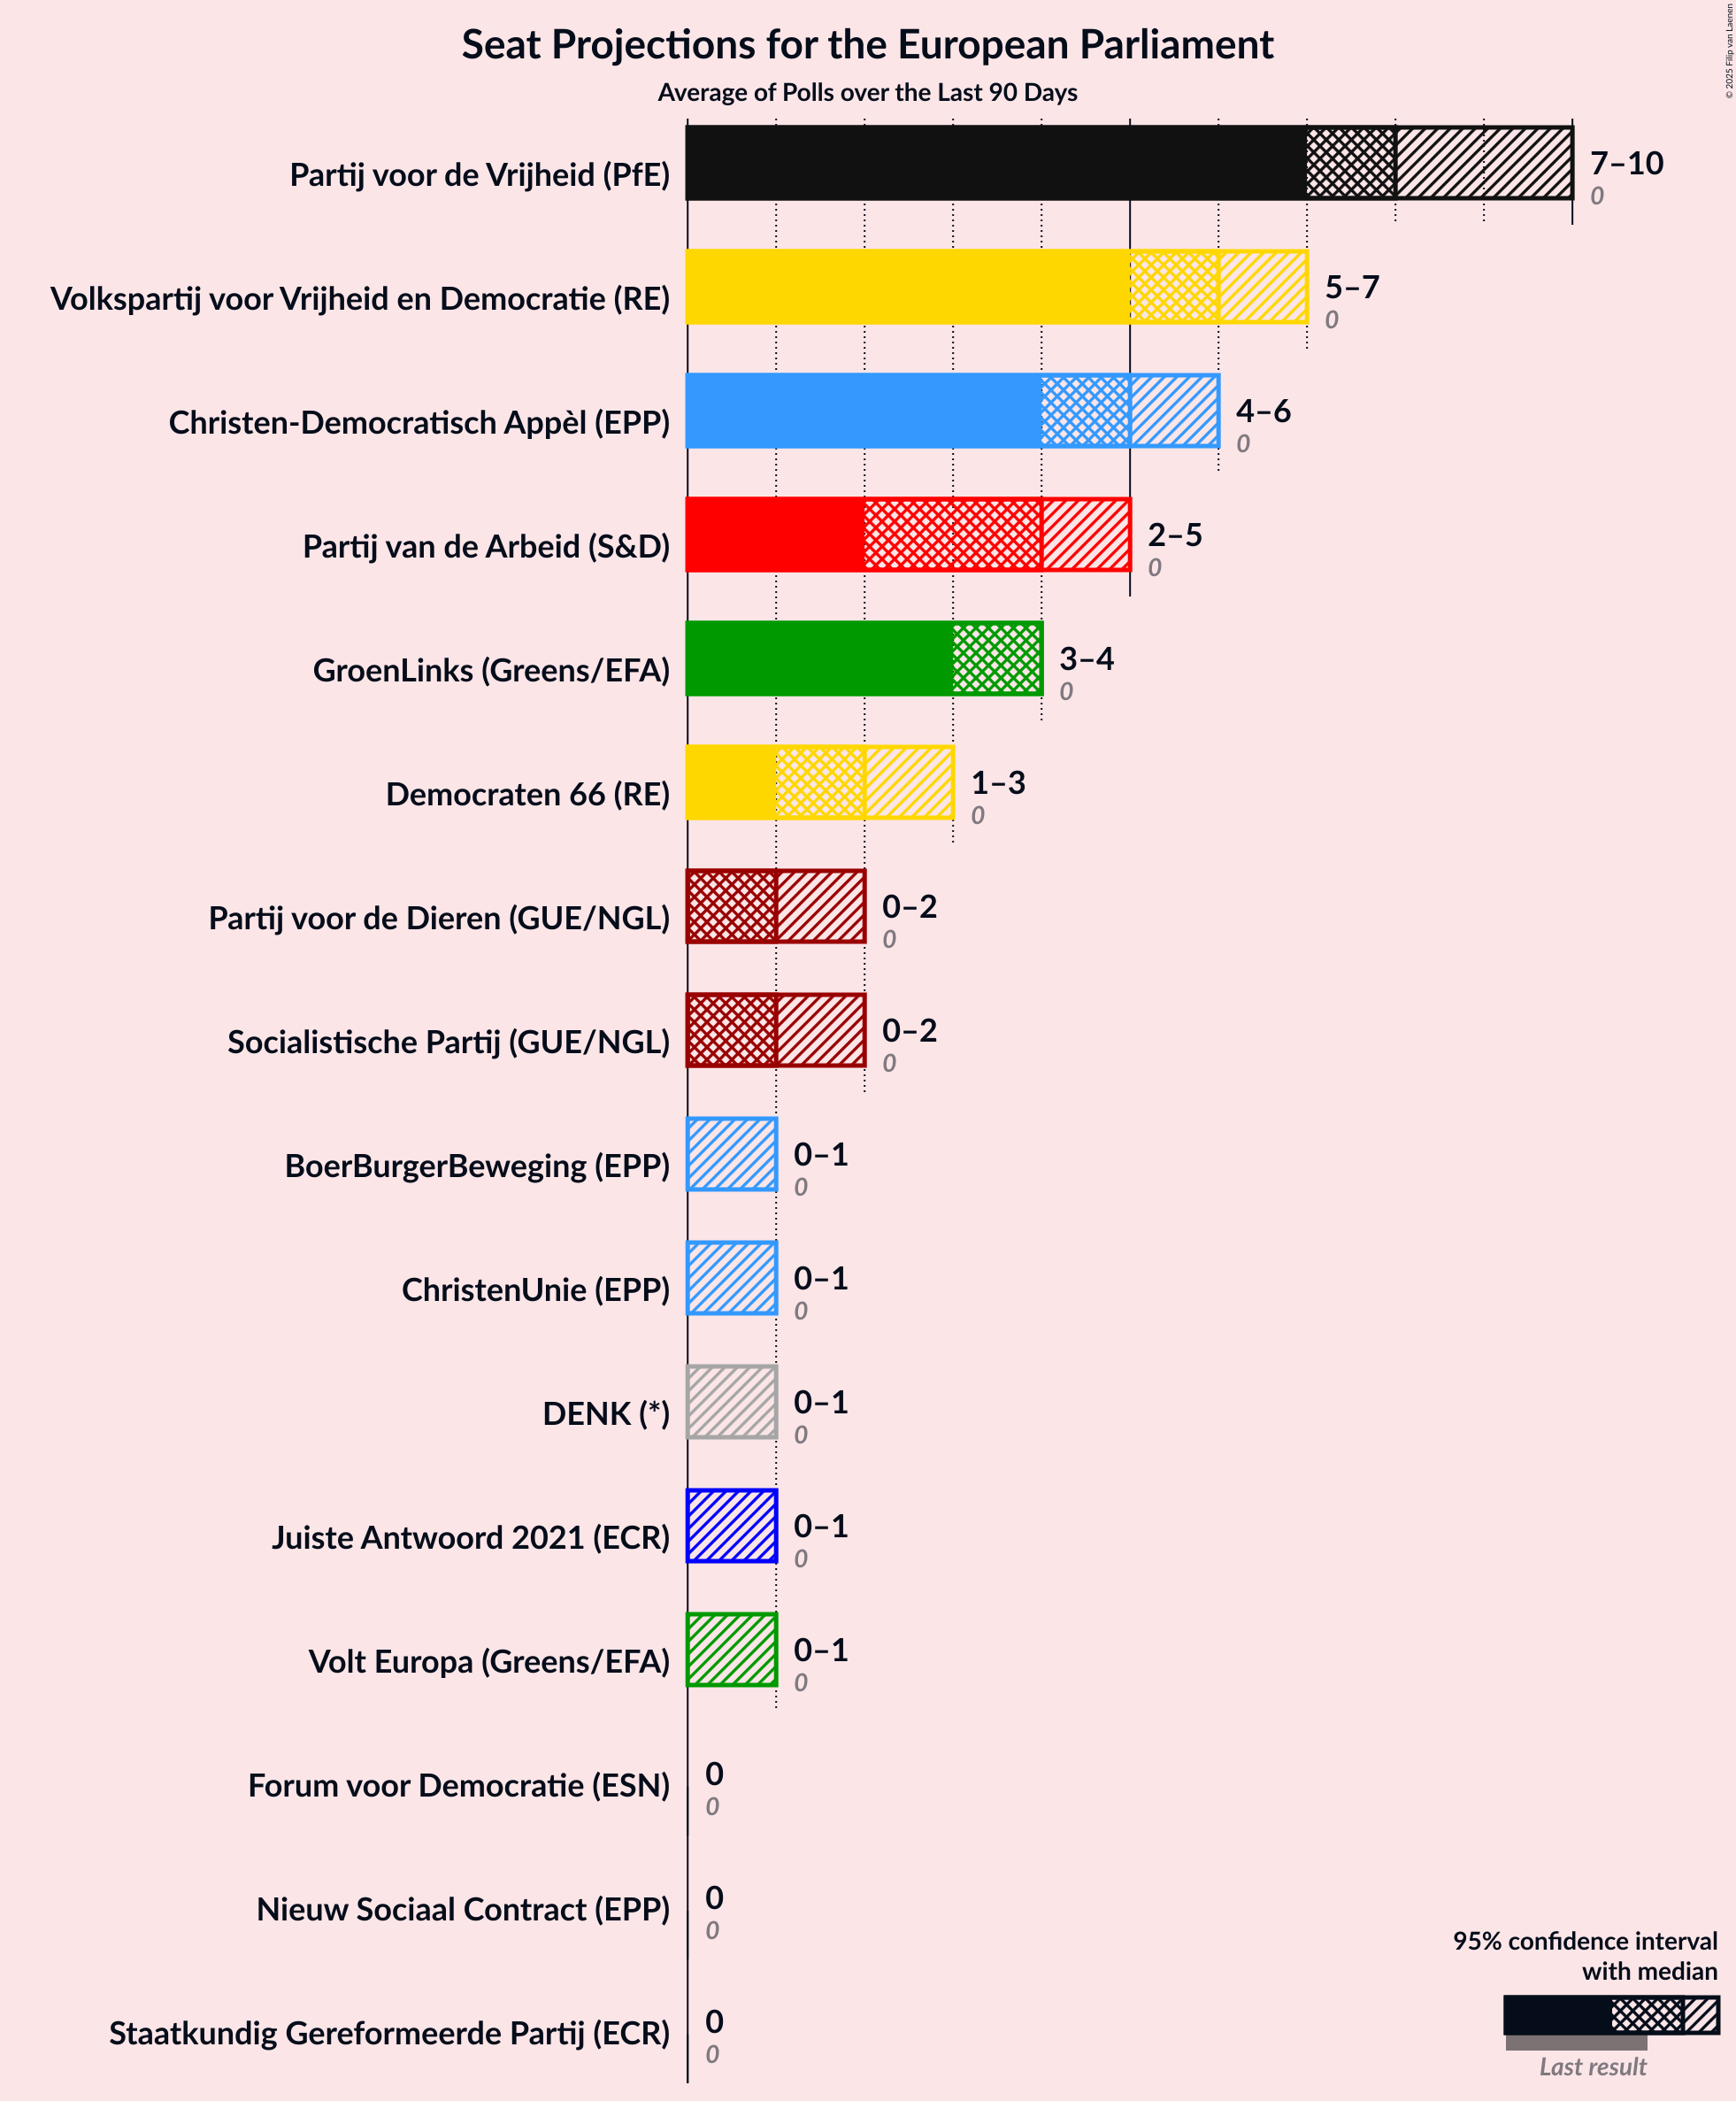 Seat Projections for the European Parliament
Average of Polls over the Last 90 Days
© 2025 Filip van Laenen
Partij voor de Vrijheid (PfE)
7–10
0
Volkspartij voor Vrijheid en Democratie (RE)
5–7
0
Christen-Democratisch Appèl (EPP)
4–6
0
Partij van de Arbeid (S&D)
2–5
0
GroenLinks (Greens/EFA)
3–4
0
Democraten 66 (RE)
1–3
0
Partij voor de Dieren (GUE/NGL)
0–2
0
Socialistische Partij (GUE/NGL)
0–2
0
BoerBurgerBeweging (EPP)
0–1
0
ChristenUnie (EPP)
0–1
0
DENK (*)
0–1
0
Juiste Antwoord 2021 (ECR)
0–1
0
Volt Europa (Greens/EFA)
0–1
0
Forum voor Democratie (ESN)
0
0
Nieuw Sociaal Contract (EPP)
0
0
Staatkundig Gereformeerde Partij (ECR)
0
0
95% confidence interval
with median
Last result